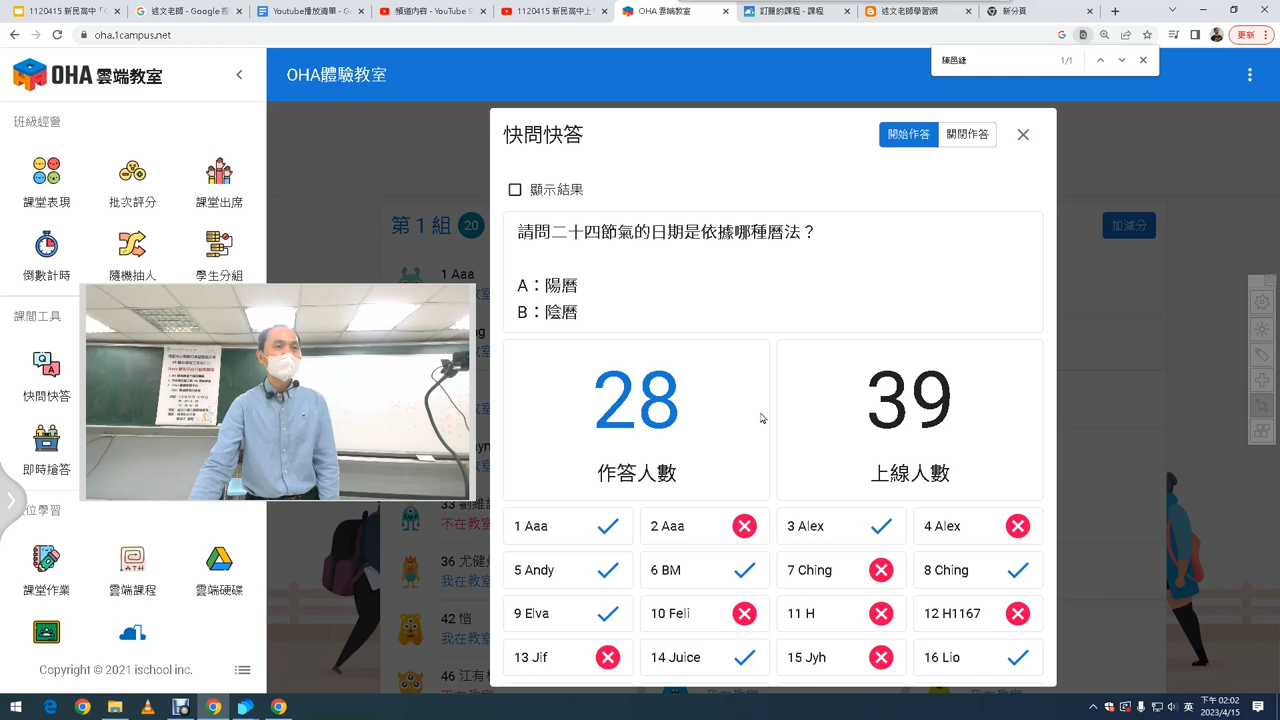 1120415 新民高中「O
這文老師 - Google 搜
Youtube播放清單 - G
頻道內容 - YouTube S
1120415 新民高中上
OHA 雲端教室
訂閱的課程 - 課程
這文老師學習網
新分頁
oha.1campus.net
更新
OHA 雲端教室
OHA體驗教室
1/1
班級經營
快問快答
開始作答
關閉作答
課堂表現
批次評分
課堂出席
顯示結果
第 1 組
20
加減分
請問二十四節氣的日期是依據哪種曆法？
倒數計時
隨機抽人
學生分組
1 Aaa
A：陽曆
B：陰曆
課間工具
快問快答
28
39
即時搶答
作答人數
上線人數
位學習
不在教室
1 Aaa
2 Aaa
3 Alex
4 Alex
36 尤健
我在教室
5 Andy
6 BM
7 Ching
8 Ching
課堂作業
雲端課程
雲端硬碟
42 愷
我在教室
9 Elva
10 Feli
11 H
12 H1167
13 Jif
14 Juice
15 Jyh
16 Lio
Copyright © 2021 ischool inc.
46 江有
英
下午 02:02
2023/4/15